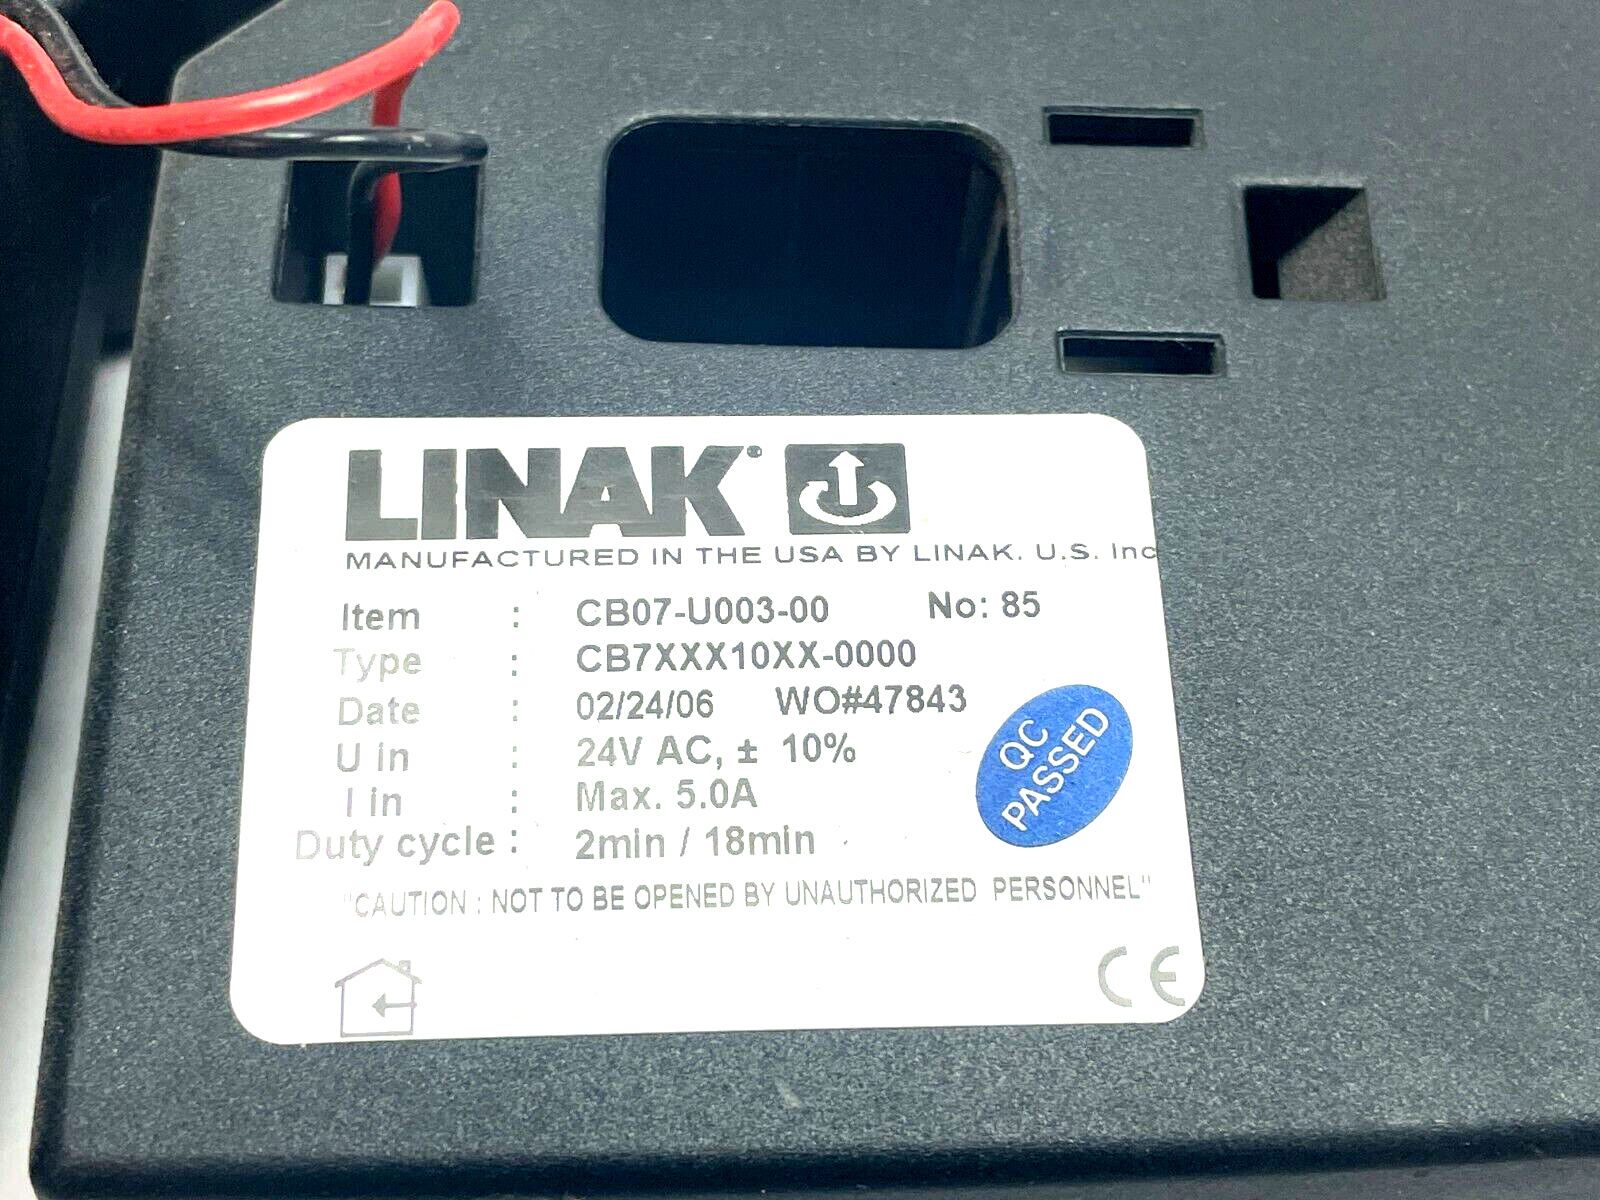 LINAK®
MANUFACTURED IN THE USA BY LINAK. U.S. Inc
Item : CB07-U003-00 No: 85
Type : CB7XXX10XX-0000
Date : 02/24/06 WO#47843
U in : 24V AC, ± 10%
I in : Max. 5.0A
Duty cycle : 2min / 18min
QC
PASSED
"CAUTION : NOT TO BE OPENED BY UNAUTHORIZED PERSONNEL"
CE